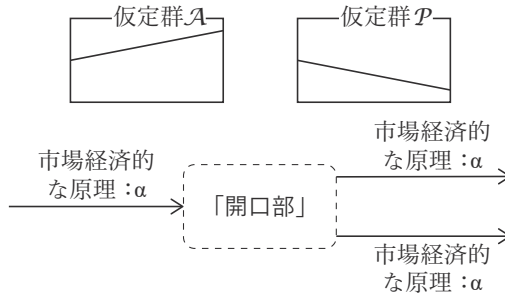 仮定群𝒜
仮定群𝒫
市場経済的
な原理：α
「開口部」
市場経済的
な原理：α
市場経済的
な原理：α